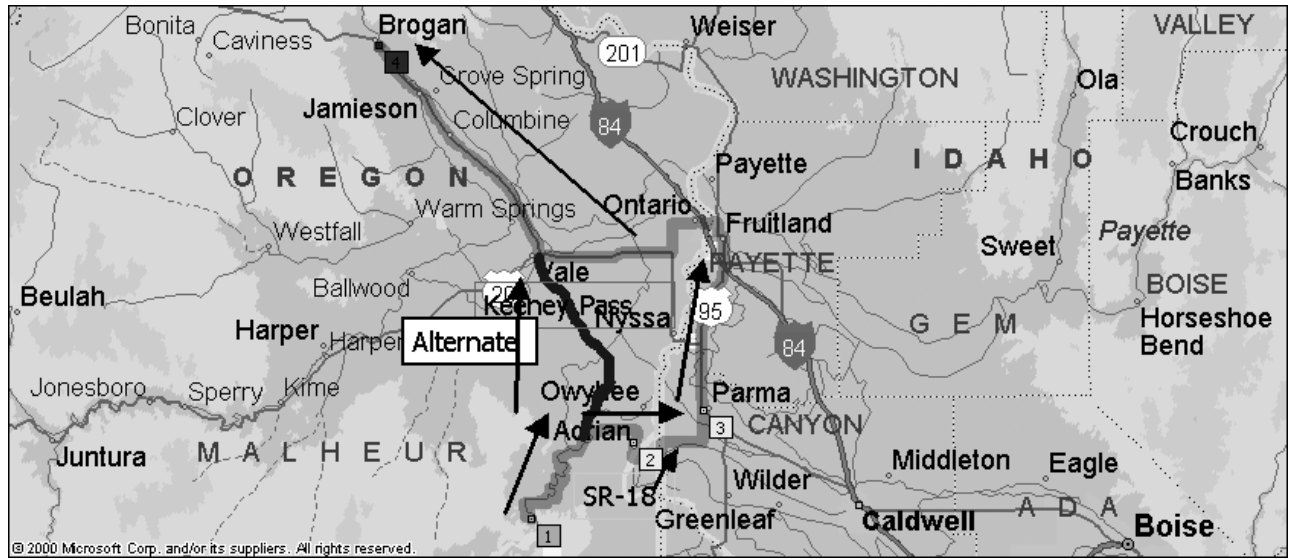 Bonita
Brogan
Caviness
4
Grove Spring
201
Weiser
VALLEY
WASHINGTON
Ola
Jamieson
Columbine
Clover
84
Crouch
Payette
I D A H O
Banks
O R E G O N
Warm Springs
Ontario
Fruitland
Westfall
Sweet
Payette
Vale
PAYETTE
Ballwood
20
Keeney Pass
BOISE
Beulah
Nyssa
95
Horseshoe
Bend
Harper
Harper
Alternate
G E M
84
Jonesboro
Sperry
Kime
Owyhee
Parma
Adrian
3
CANYON
Juntura
M A L H E U R
2
Middleton
Eagle
SR-18
Wilder
Greenleaf
Caldwell
A D A
Boise
1
© 2000 Microsoft Corp. and/or its suppliers. All rights reserved.